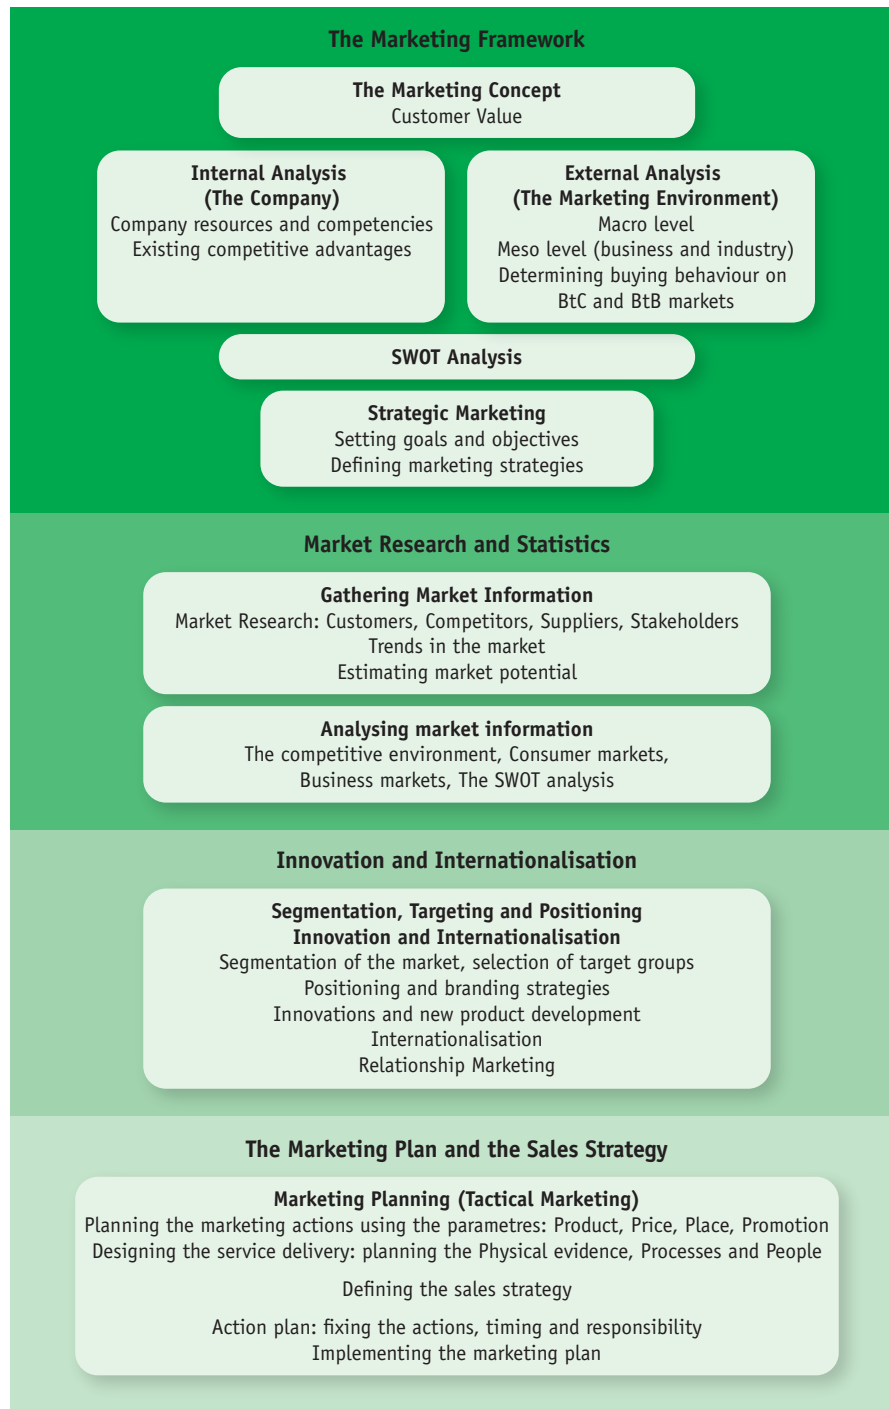 The Marketing Framework
The Marketing Concept
Customer Value
Internal Analysis
(The Company)
Company resources and competencies
Existing competitive advantages
External Analysis
(The Marketing Environment)
Macro level
Meso level (business and industry)
Determining buying behaviour on
BtC and BtB markets
SWOT Analysis
Strategic Marketing
Setting goals and objectives
Defining marketing strategies
Market Research and Statistics
Gathering Market Information
Market Research: Customers, Competitors, Suppliers, Stakeholders
Trends in the market
Estimating market potential
Analysing market information
The competitive environment, Consumer markets,
Business markets, The SWOT analysis
Innovation and Internationalisation
Segmentation, Targeting and Positioning
Innovation and Internationalisation
Segmentation of the market, selection of target groups
Positioning and branding strategies
Innovations and new product development
Internationalisation
Relationship Marketing
The Marketing Plan and the Sales Strategy
Marketing Planning (Tactical Marketing)
Planning the marketing actions using the parametres: Product, Price, Place, Promotion
Designing the service delivery: planning the Physical evidence, Processes and People
Defining the sales strategy
Action plan: fixing the actions, timing and responsibility
Implementing the marketing plan